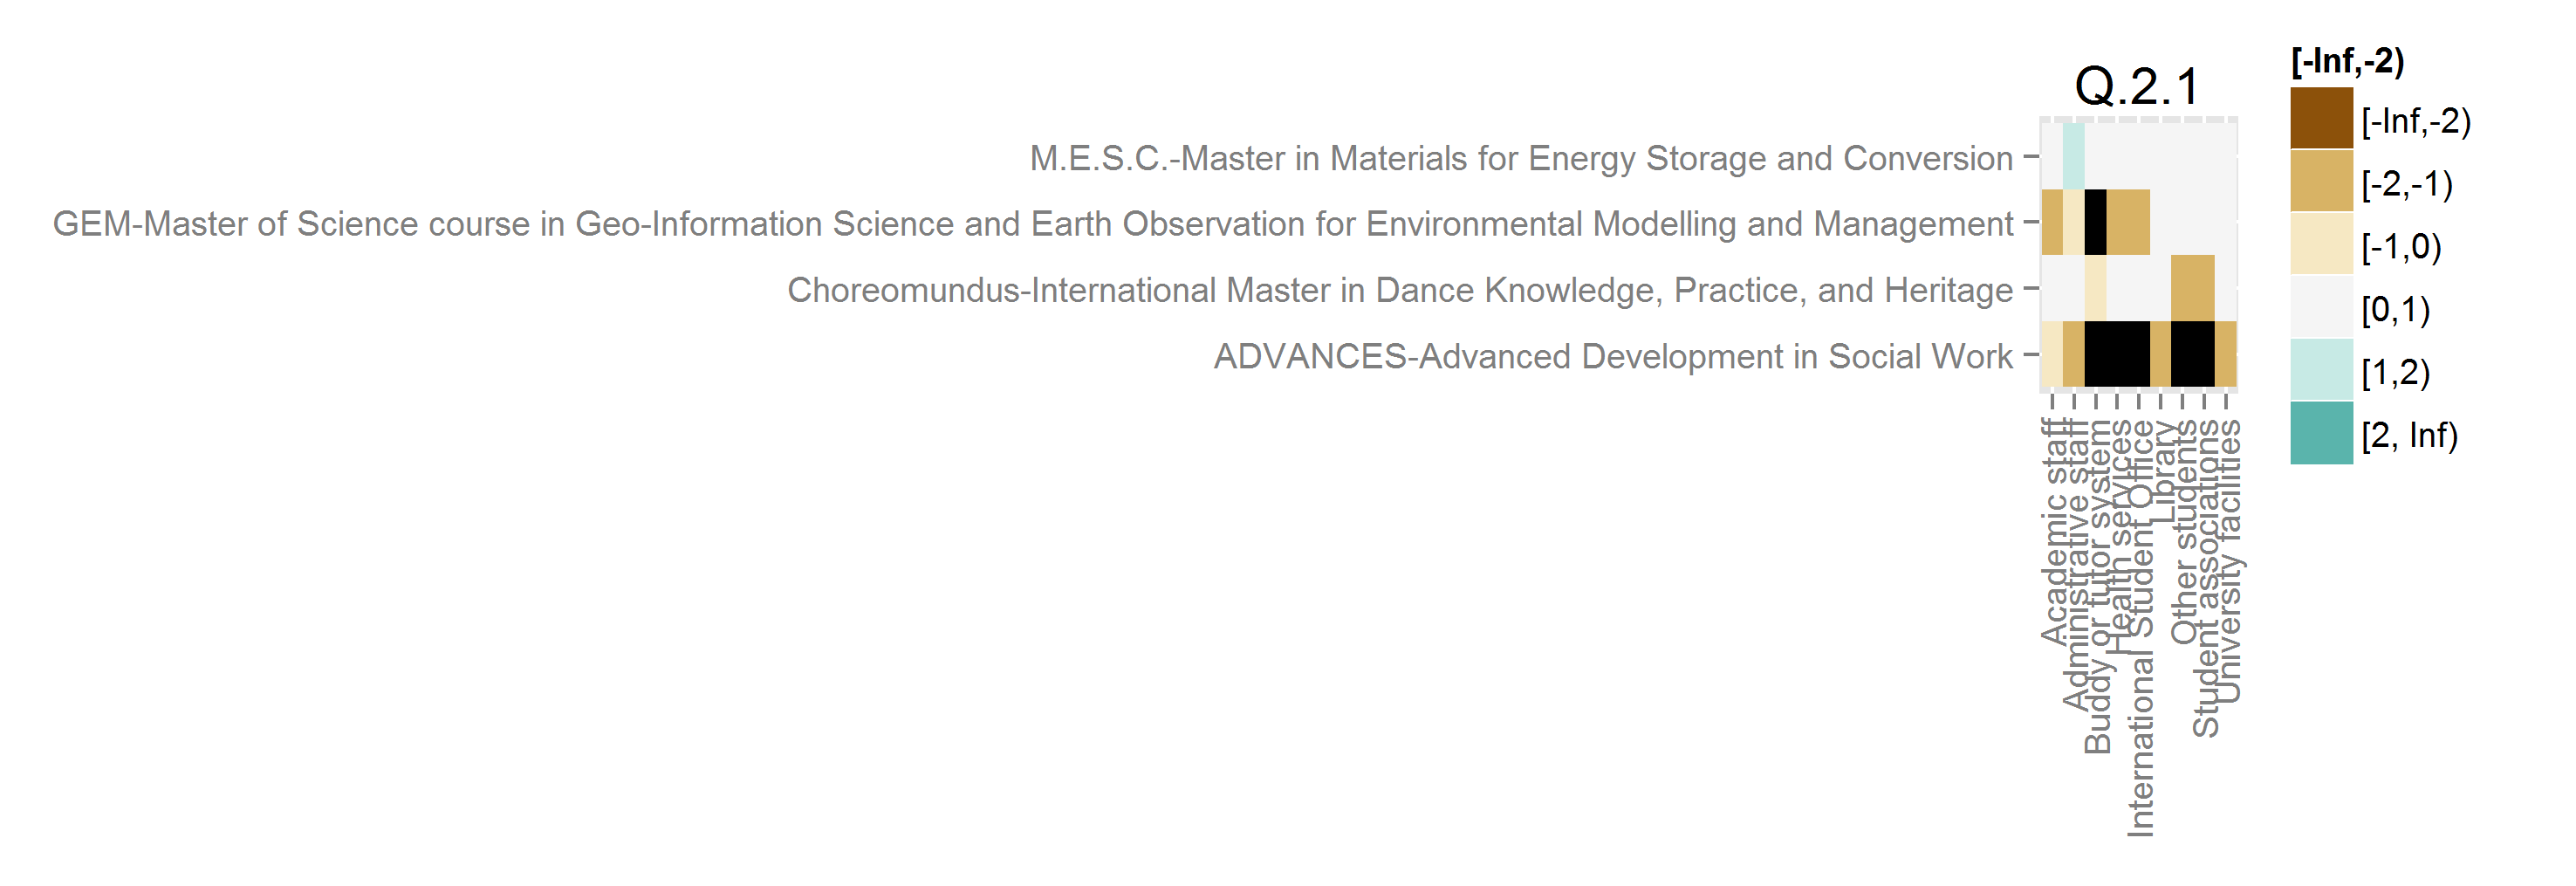 Q.2.1
M.E.S.C.-Master in Materials for Energy Storage and Conversion
GEM-Master of Science course in Geo-Information Science and Earth Observation for Environmental Modelling and Management
Choreomundus-International Master in Dance Knowledge, Practice, and Heritage
ADVANCES-Advanced Development in Social Work
Academic staff
Administrative staff
Buddy or tutor system
Health services
International Student Office
Library
Other students
Student associations
University facilities
[-Inf,-2)
[-Inf,-2)
[-2,-1)
[-1,0)
[0,1)
[1,2)
[2, Inf)